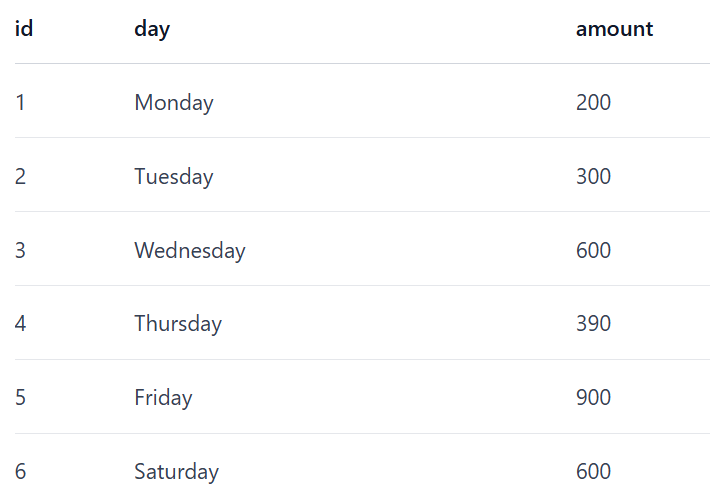 id day amount
1 Monday 200
2 Tuesday 300
3 Wednesday 600
4 Thursday 390
5 Friday 900
6 Saturday 600